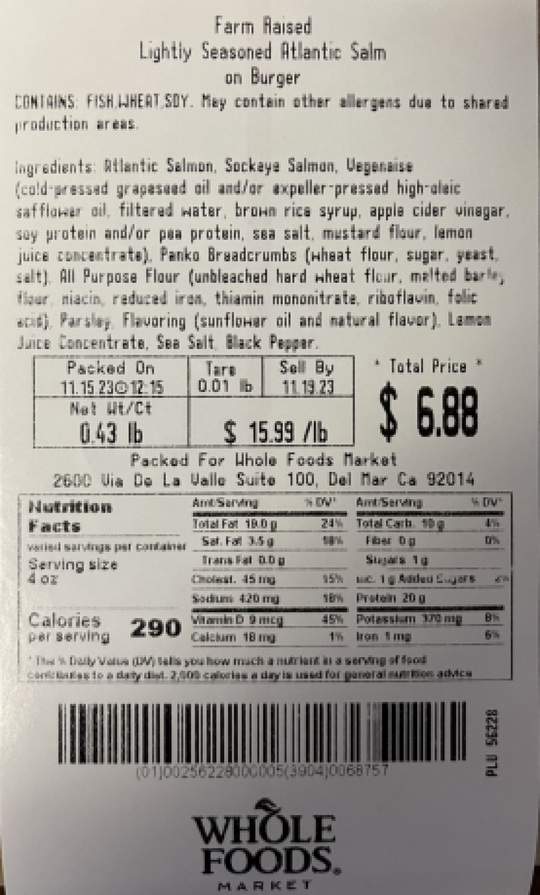 Farm Raised
Lightly Seasoned Atlantic Salm
on Burger
CONTAINS: FISH,WHEAT,SOY. May contain other allergens due to shared
production areas.
Ingredients: Atlantic Salmon, Sockeye Salmon, Vegenaise
(cold-pressed grapeseed oil and/or expeller-pressed high-oleic
safflower oil, filtered water, brown rice syrup, apple cider vinegar,
soy protein and/or pea protein, sea salt, mustard flour, lemon
juice concentrate), Panko Breadcrumbs (wheat flour, sugar, yeast,
salt), All Purpose Flour (unbleached hard wheat flour, malted barley
flour, niacin, reduced iron, thiamin mononitrate, riboflavin, folic
acid), Parsley, Flavoring (sunflower oil and natural flavor), Lemon
Juice Concentrate, Sea Salt, Black Pepper.
Packed On Tare Sell By * Total Price *
11.15.23 12:15 0.01 lb 11.19.23 $ 6.88
Net Wt/Ct
0.43 lb $ 15.99 /lb
Packed For Whole Foods Market
2600 Via De La Valle Suite 100, Del Mar Ca 92014
Nutrition
Facts
varied servings per container
Serving size
4 oz
Calories
per serving 290
Amt/Serving % DV* Amt/Serving % DV*
Total Fat 19.0 g 24% Total Carb. 10 g 4%
Sat. Fat 3.5 g 18% Fiber 0 g 0%
Trans Fat 0.0 g Sugars 1 g
Cholest. 45 mg 15% Inc. 1 g Added Sugars 2%
Sodium 420 mg 18% Protein 20 g
Vitamin D 9 mcg 45% Potassium 370 mg 8%
Calcium 18 mg 1% Iron 1 mg 6%
* The % Daily Value (DV) tells you how much a nutrient in a serving of food
contributes to a daily diet. 2,000 calories a day is used for general nutrition advice
(01)00256228000005(3904)0068757
PLU 56228
WHOLE
FOODS®
MARKET